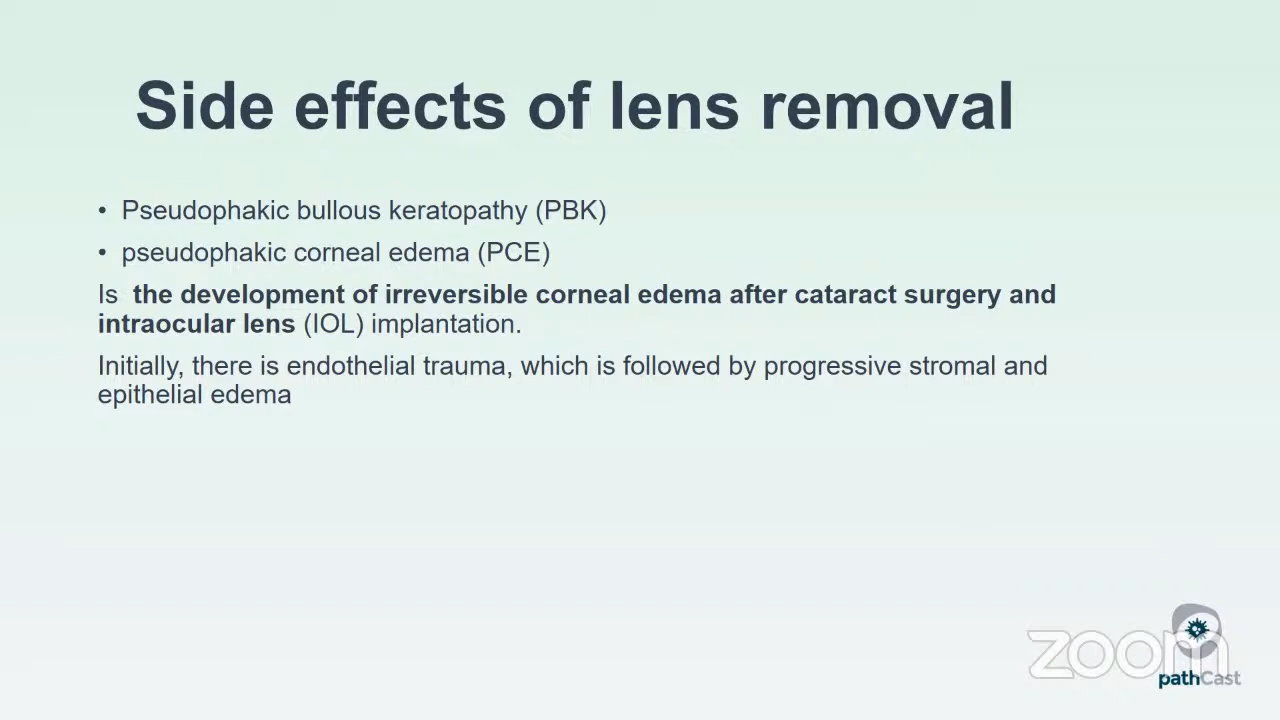 Side effects of lens removal
• Pseudophakic bullous keratopathy (PBK)
• pseudophakic corneal edema (PCE)
Is the development of irreversible corneal edema after cataract surgery and
intraocular lens (IOL) implantation.
Initially, there is endothelial trauma, which is followed by progressive stromal and
epithelial edema
zoom
pathCast